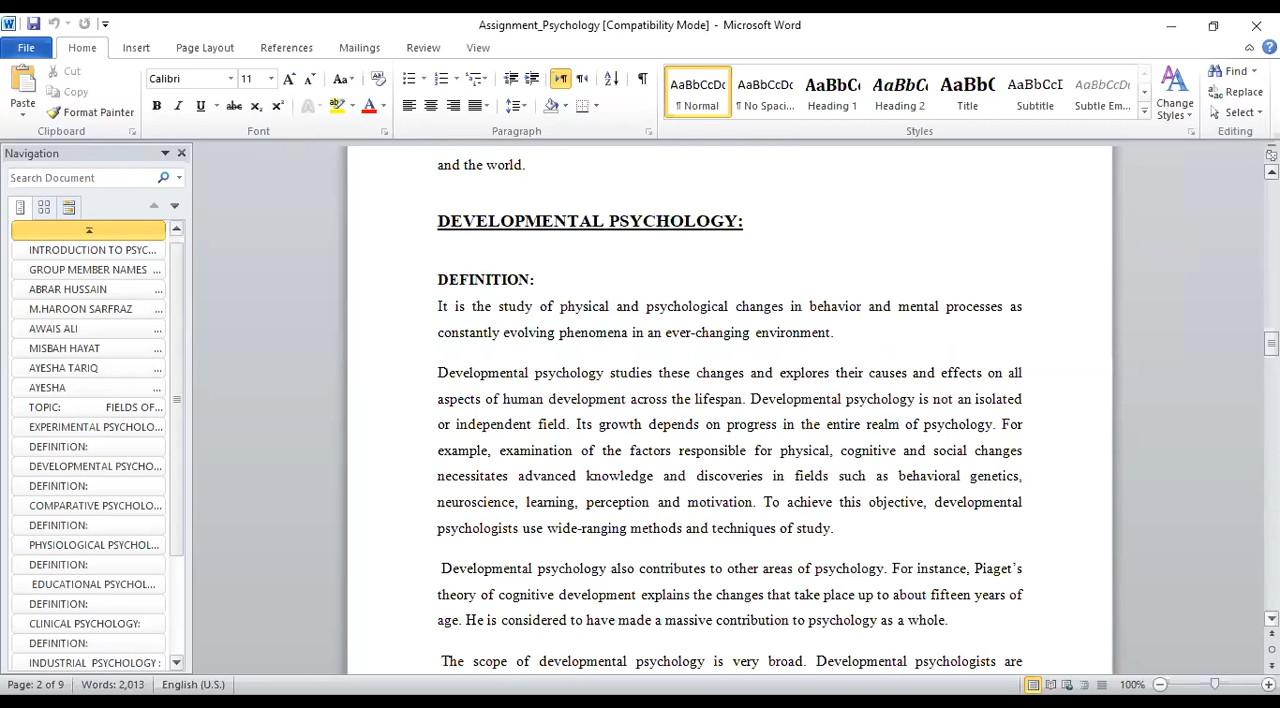 Assignment_Psychology [Compatibility Mode] - Microsoft Word
File Home Insert Page Layout References Mailings Review View
Paste
Cut
Copy
Format Painter
Clipboard
Calibri 11
Font
Paragraph
AaBbCcDc AaBbCcDc AaBbC AaBbCc AaBb( AaBbCcI AaBbCcDc
¶ Normal ¶ No Spaci... Heading 1 Heading 2 Title Subtitle Subtle Em...
Change Styles
Styles
Find
Replace
Select
Editing
Navigation
Search Document
INTRODUCTION TO PSYC...
GROUP MEMBER NAMES ...
ABRAR HUSSAIN ...
M.HAROON SARFRAZ ...
AWAIS ALI ...
MISBAH HAYAT ...
AYESHA TARIQ ...
AYESHA ...
TOPIC: FIELDS OF...
EXPERIMENTAL PSYCHOLO...
DEFINITION:
DEVELOPMENTAL PSYCHO...
DEFINITION:
COMPARATIVE PSYCHOLO...
DEFINITION:
PHYSIOLOGICAL PSYCHOL...
DEFINITION:
EDUCATIONAL PSYCHOL...
DEFINITION:
CLINICAL PSYCHOLOGY:
DEFINITION:
INDUSTRIAL PSYCHOLOGY :
and the world.
DEVELOPMENTAL PSYCHOLOGY:
DEFINITION:
It is the study of physical and psychological changes in behavior and mental processes as
constantly evolving phenomena in an ever-changing environment.
Developmental psychology studies these changes and explores their causes and effects on all
aspects of human development across the lifespan. Developmental psychology is not an isolated
or independent field. Its growth depends on progress in the entire realm of psychology. For
example, examination of the factors responsible for physical, cognitive and social changes
necessitates advanced knowledge and discoveries in fields such as behavioral genetics,
neuroscience, learning, perception and motivation. To achieve this objective, developmental
psychologists use wide-ranging methods and techniques of study.
Developmental psychology also contributes to other areas of psychology. For instance, Piaget's
theory of cognitive development explains the changes that take place up to about fifteen years of
age. He is considered to have made a massive contribution to psychology as a whole.
The scope of developmental psychology is very broad. Developmental psychologists are
Page: 2 of 9 Words: 2,013 English (U.S.) 100%